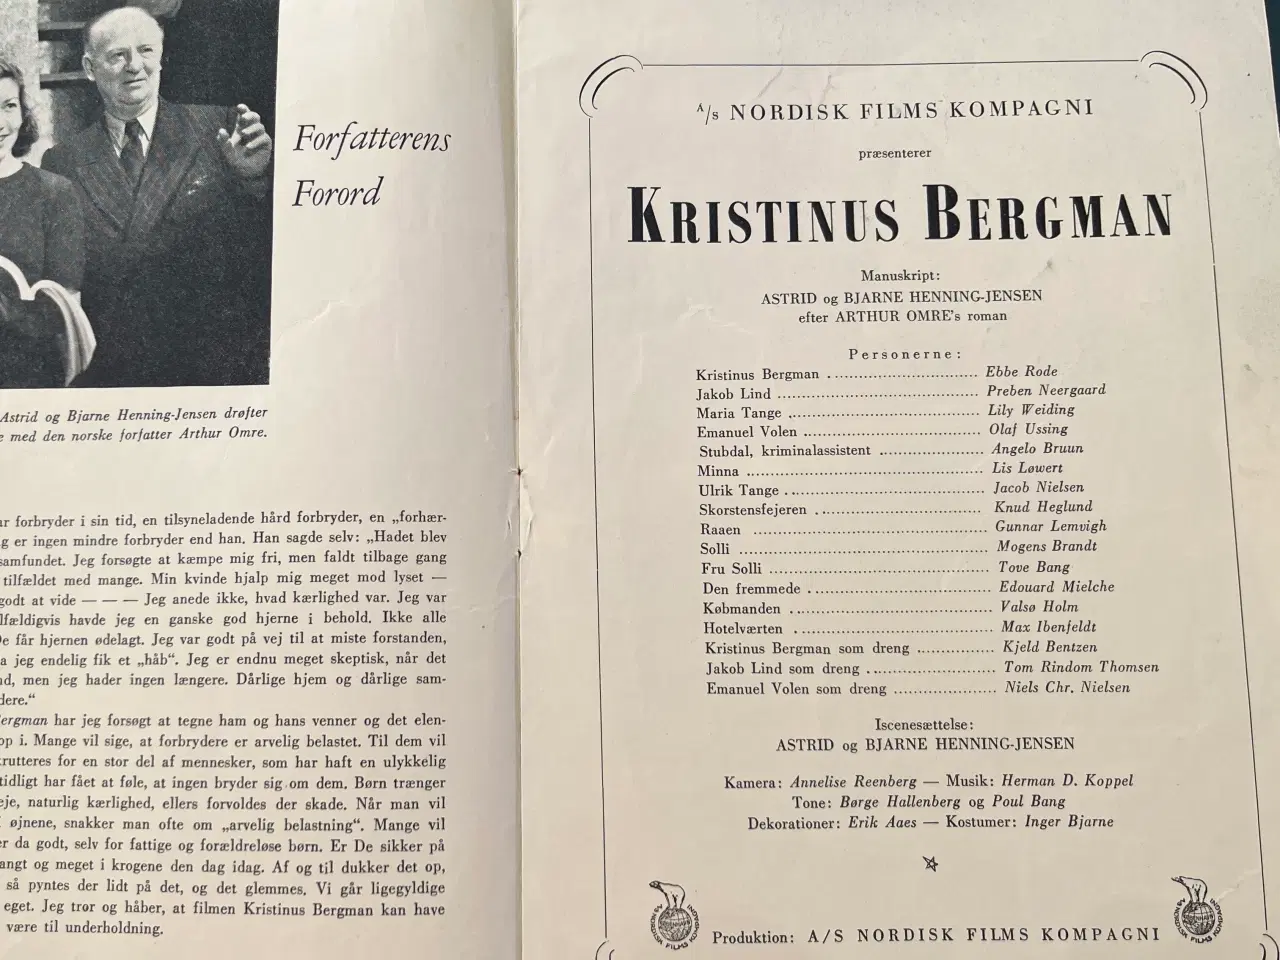 Forfatterens
Forord
Astrid og Bjarne Henning-Jensen drøfter
med den norske forfatter Arthur Omre.
forbryder i sin tid, en tilsyneladende hård forbryder, en „forhær-
er ingen mindre forbryder end han. Han sagde selv: „Hadet blev
samfundet. Jeg forsøgte at kæmpe mig fri, men faldt tilbage gang
tilfældet med mange. Min kvinde hjalp mig meget mod lyset —
godt at vide — — — Jeg anede ikke, hvad kærlighed var. Jeg var
havde jeg en ganske god hjerne i behold. Ikke alle
får hjernen ødelagt. Jeg var godt på vej til at miste forstanden,
jeg endelig fik et „håb“. Jeg er endnu meget skeptisk, når det
men jeg hader ingen længere. Dårlige hjem og dårlige sam-
dere.“
ergman har jeg forsøgt at tegne ham og hans venner og det elen-
op i. Mange vil sige, at forbrydere er arvelig belastet. Til dem vil
rutteres for en stor del af mennesker, som har haft en ulykkelig
tidligt har fået at føle, at ingen bryder sig om dem. Børn trænger
eje, naturlig kærlighed, ellers forvoldes der skade. Når man vil
øjnene, snakker man ofte om „arvelig belastning“. Mange vil
er da godt, selv for fattige og forældreløse børn. Er De sikker på
angt og meget i krogene den dag idag. Af og til dukker det op,
så pyntes der lidt på det, og det glemmes. Vi går ligegyldige
eget. Jeg tror og håber, at filmen Kristinus Bergman kan have
være til underholdning.
A/S NORDISK FILMS KOMPAGNI
præsenterer
KRISTINUS BERGMAN
Manuskript:
ASTRID og BJARNE HENNING-JENSEN
efter ARTHUR OMRE's roman
Personerne:
Kristinus Bergman .............................. Ebbe Rode
Jakob Lind ........................................ Preben Neergaard
Maria Tange ...................................... Lily Weiding
Emanuel Volen ................................... Olaf Ussing
Stubdal, kriminalassistent ..................... Angelo Bruun
Minna ............................................... Lis Løwert
Ulrik Tange ........................................ Jacob Nielsen
Skorstensfejeren .................................. Knud Heglund
Raaen ............................................... Gunnar Lemvigh
Solli .................................................. Mogens Brandt
Fru Solli ............................................ Tove Bang
Den fremmede ................................... Edouard Mielche
Købmanden ........................................ Valsø Holm
Hotelværten ....................................... Max Ibenfeldt
Kristinus Bergman som dreng ............... Kjeld Bentzen
Jakob Lind som dreng .......................... Tom Rindom Thomsen
Emanuel Volen som dreng .................... Niels Chr. Nielsen
Iscenesættelse:
ASTRID og BJARNE HENNING-JENSEN
Kamera: Annelise Reenberg — Musik: Herman D. Koppel
Tone: Børge Hallenberg og Poul Bang
Dekorationer: Erik Aaes — Kostumer: Inger Bjarne
A/S NORDISK FILMS KOMPAGNI
Produktion: A/S NORDISK FILMS KOMPAGNI